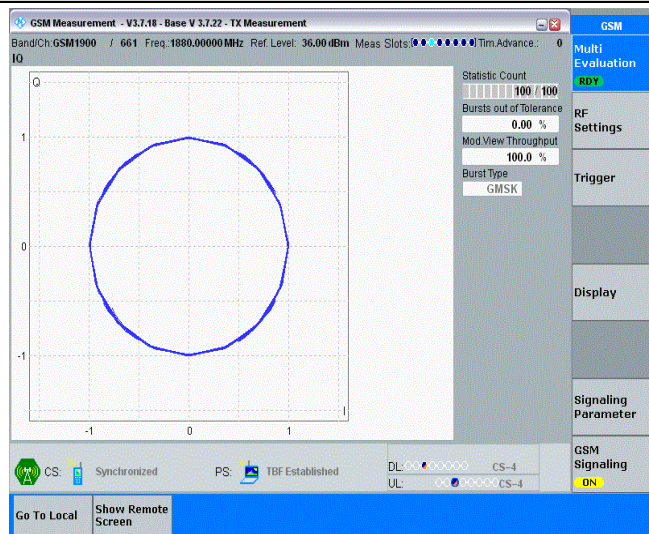 GSM Measurement - V3.7.18 - Base V 3.7.22 - TX Measurement
GSM
Band/Ch:GSM1900 / 661 Freq.:1880.00000 MHz Ref. Level: 36.00 dBm Meas Slots: Tim.Advance.: 0
IQ
Multi
Evaluation
RDY
Q
Statistic Count
100 / 100
Bursts out of Tolerance
0.00 %
Mod.View Throughput
100.0 %
Burst Type
GMSK
RF
Settings
Trigger
1
0
-1
I
-1 0 1
Display
Signaling
Parameter
GSM
Signaling
ON
CS: Synchronized PS: TBF Established
DL: CS-4
UL: CS-4
Go To Local
Show Remote
Screen